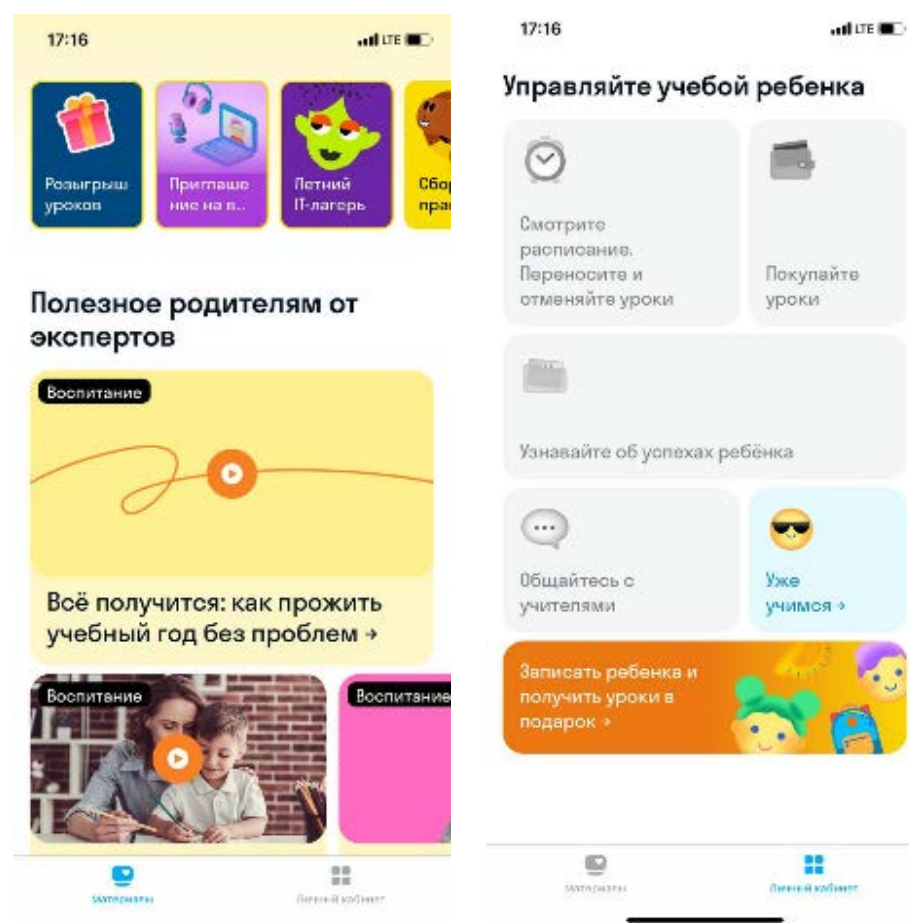 17:16
LTE
Розыгрыш
уроков
Приглаше
ние на в...
Летний
IT-лагерь
Сбор
пра
Полезное родителям от
экспертов
Воспитание
Всё получится: как прожить
учебный год без проблем →
Воспитание
Воспитание
Материалы
Личный кабинет
17:16
LTE
Управляйте учебой ребенка
Смотрите
расписание.
Переносите и
отменяйте уроки
Покупайте
уроки
Узнавайте об успехах ребёнка
Общайтесь с
учителями
Уже
учимся →
Записать ребенка и
получить уроки в
подарок →
Материалы
Личный кабинет